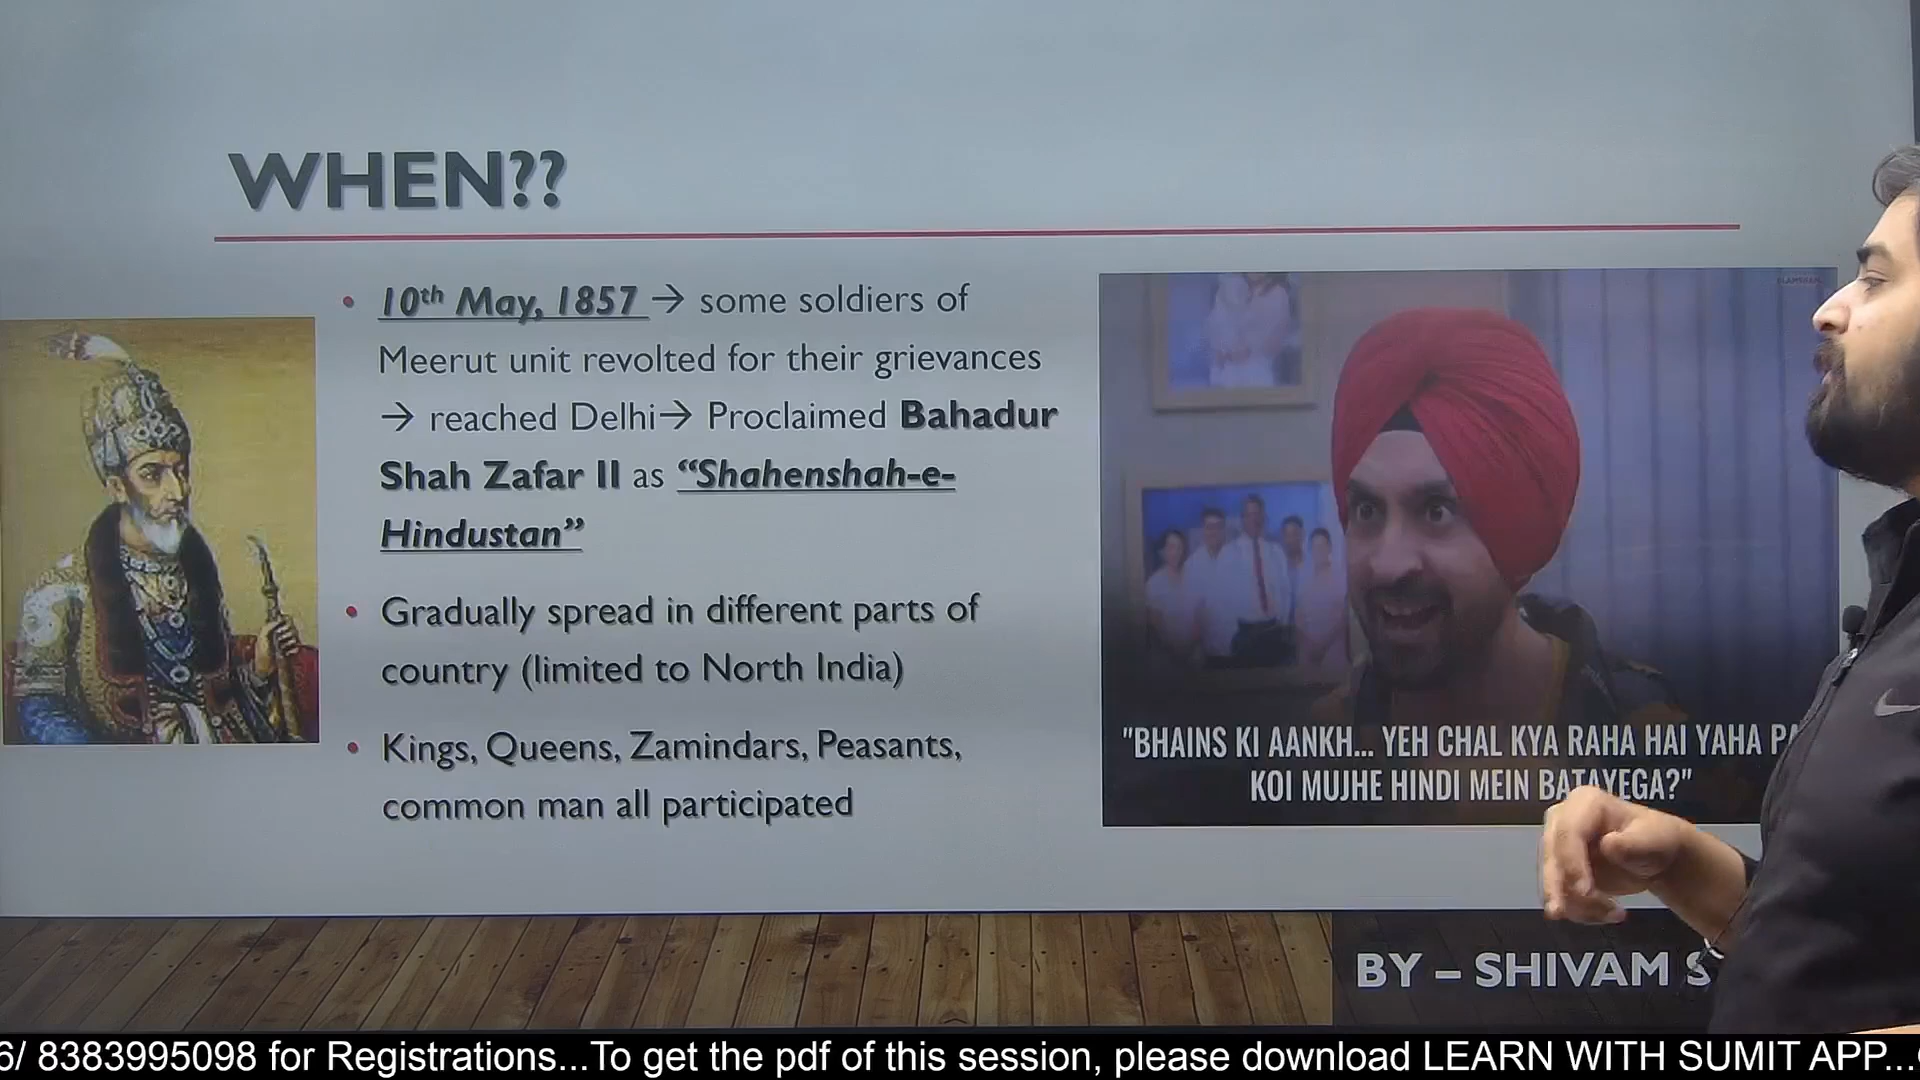 WHEN??
• 10th May, 1857 → some soldiers of
Meerut unit revolted for their grievances
→ reached Delhi→ Proclaimed Bahadur
Shah Zafar II as “Shahenshah-e-
Hindustan”
• Gradually spread in different parts of
country (limited to North India)
• Kings, Queens, Zamindars, Peasants,
common man all participated
"BHAINS KI AANKH... YEH CHAL KYA RAHA HAI YAHA
KOI MUJHE HINDI MEIN BATAYEGA?"
BY – SHIVAM
6/ 8383995098 for Registrations...To get the pdf of this session, please download LEARN WITH SUMIT APP...